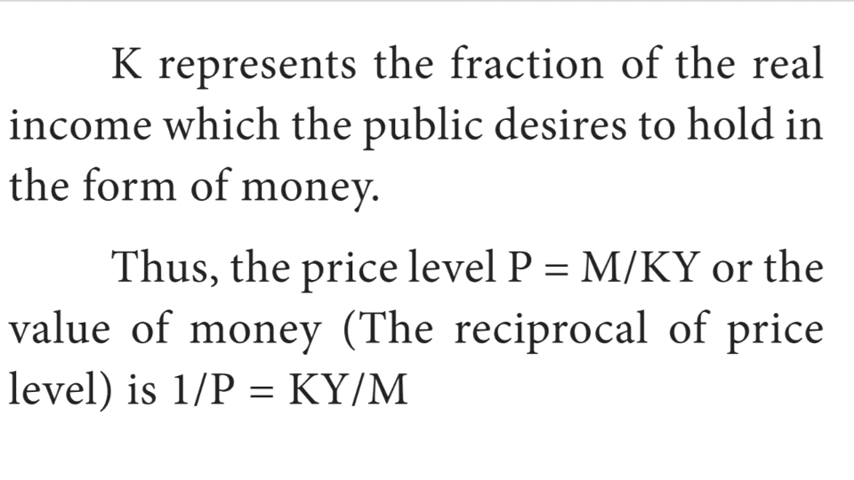 K represents the fraction of the real
income which the public desires to hold in
the form of money.
Thus, the price level P = M/KY or the
value of money (The reciprocal of price
level) is 1/P = KY/M